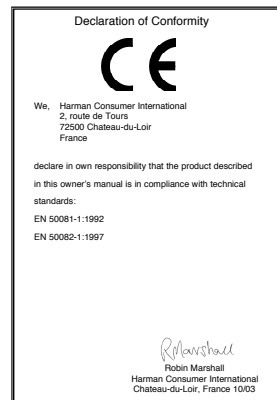 Declaration of Conformity
CE
We, Harman Consumer International
2, route de Tours
72500 Chateau-du-Loir
France
declare in own responsibility that the product described
in this owner's manual is in compliance with technical
standards:
EN 50081-1:1992
EN 50082-1:1997
RMarshall
Robin Marshall
Harman Consumer International
Chateau-du-Loir, France 10/03